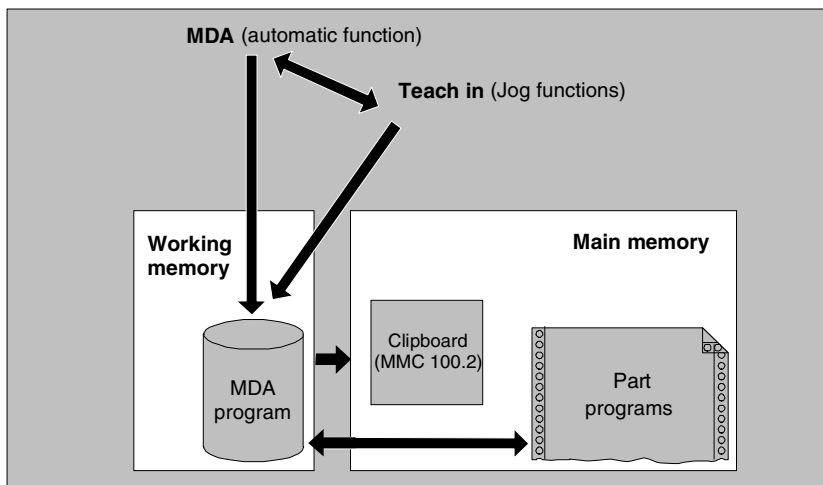 MDA (automatic function)
Teach in (Jog functions)
Working
memory
Main memory
Clipboard
(MMC 100.2)
MDA
program
Part
programs